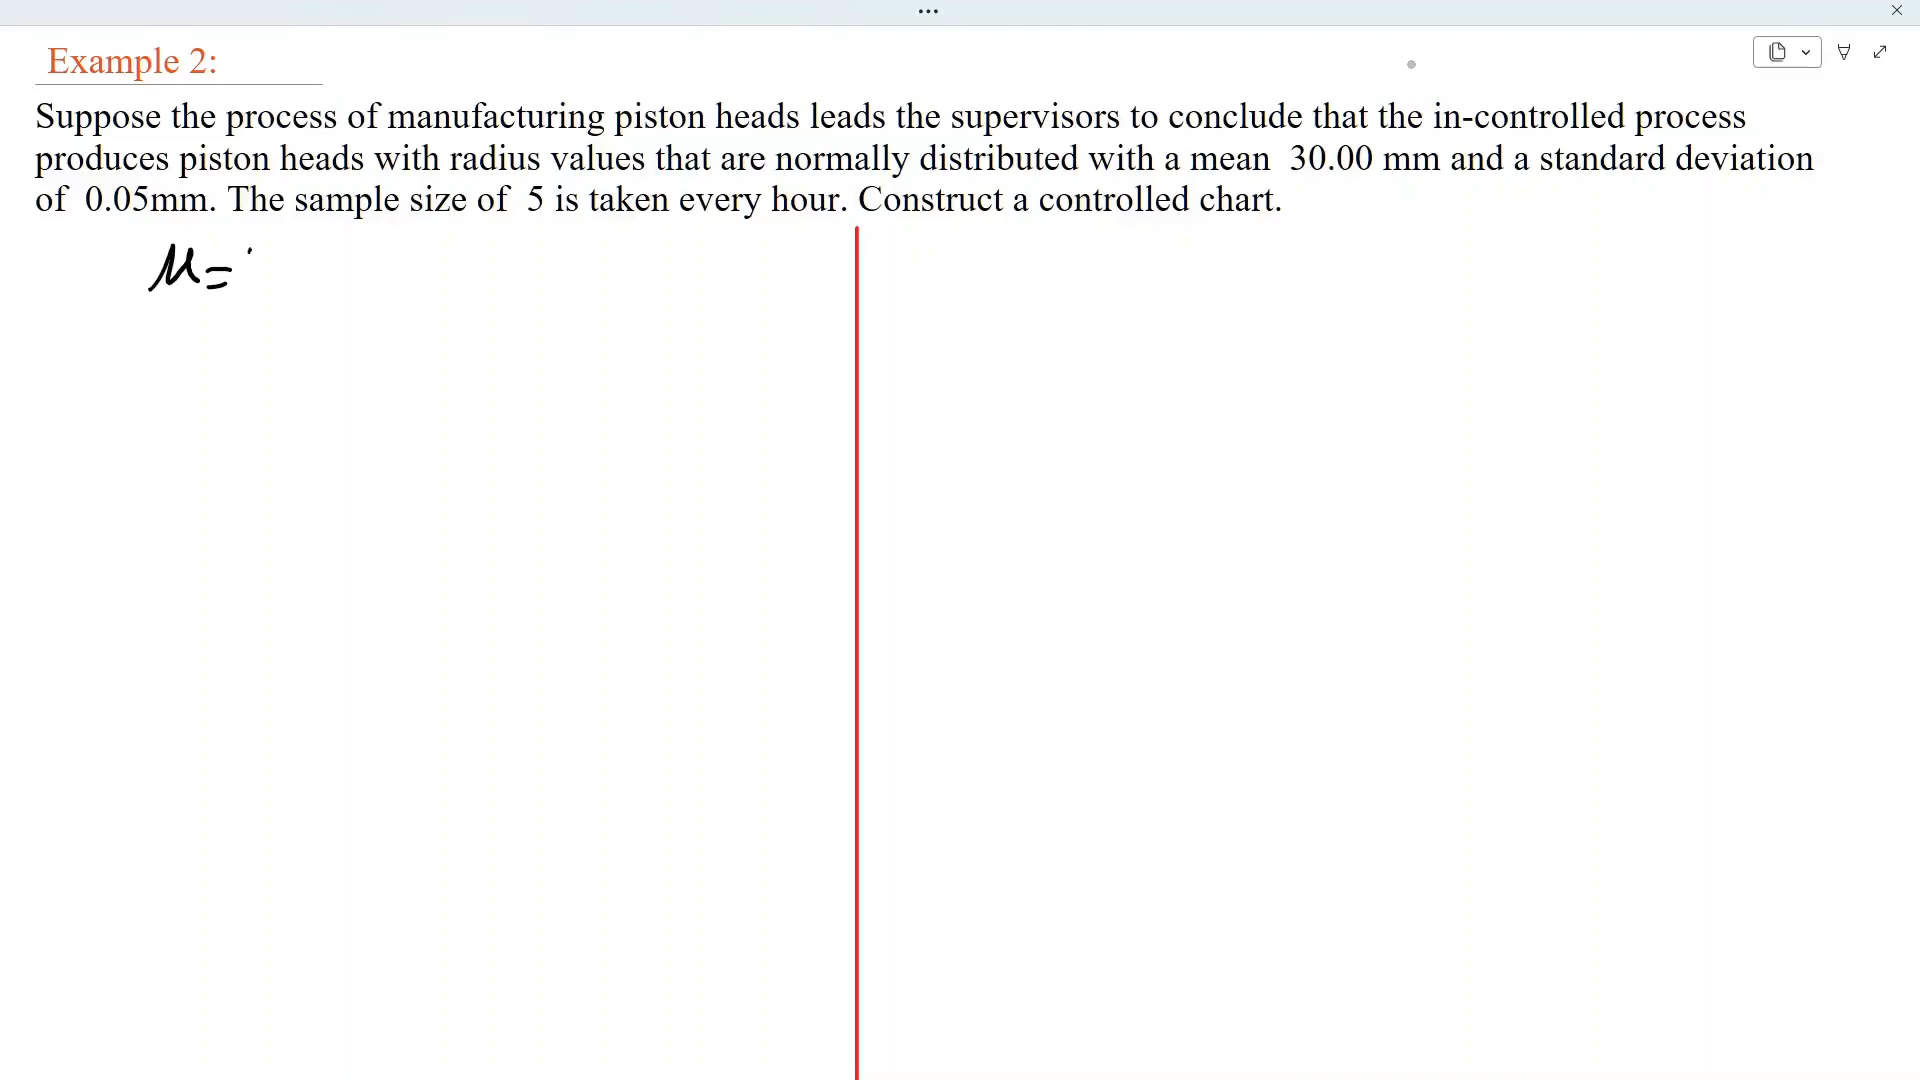 Example 2:
Suppose the process of manufacturing piston heads leads the supervisors to conclude that the in-controlled process
produces piston heads with radius values that are normally distributed with a mean 30.00 mm and a standard deviation
of 0.05mm. The sample size of 5 is taken every hour. Construct a controlled chart.
μ=